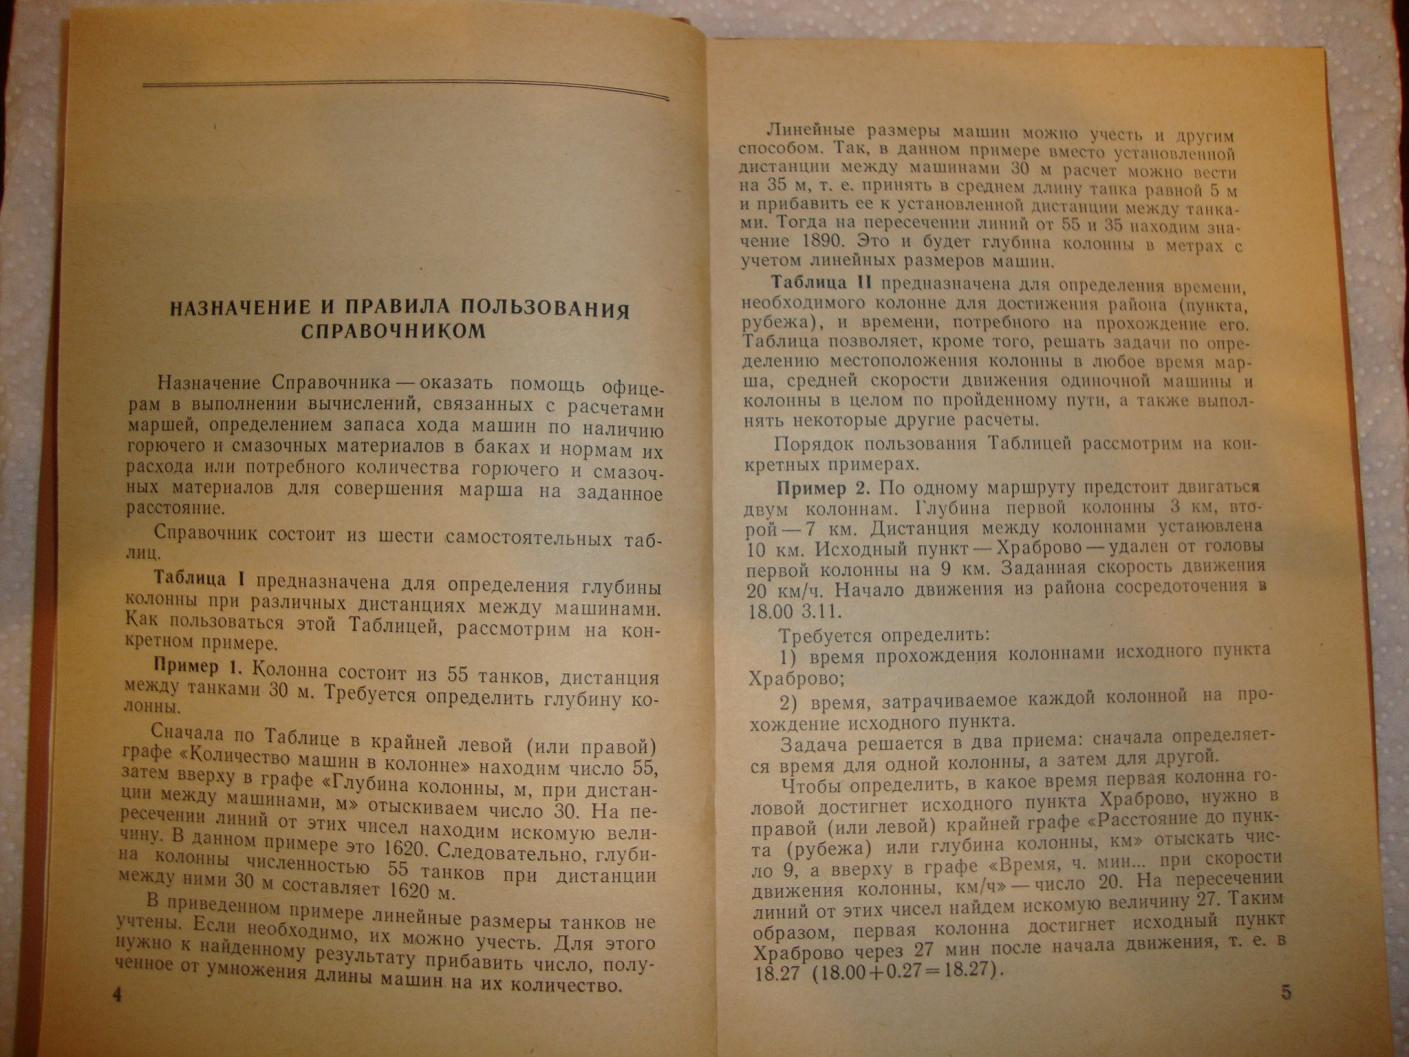 НАЗНАЧЕНИЕ И ПРАВИЛА ПОЛЬЗОВАНИЯ
СПРАВОЧНИКОМ
Назначение Справочника — оказать помощь офице-
рам в выполнении вычислений, связанных с расчетами
маршей, определением запаса хода машин по наличию
горючего и смазочных материалов в баках и нормам их
расхода или потребного количества горючего и смазоч-
ных материалов для совершения марша на заданное
расстояние.
Справочник состоит из шести самостоятельных таб-
лиц.
Таблица I предназначена для определения глубины
колонны при различных дистанциях между машинами.
Как пользоваться этой Таблицей, рассмотрим на кон-
кретном примере.
Пример 1. Колонна состоит из 55 танков, дистанция
между танками 30 м. Требуется определить глубину ко-
лонны.
Сначала по Таблице в крайней левой (или правой)
графе «Количество машин в колонне» находим число 55,
затем вверху в графе «Глубина колонны, м, при дистан-
ции между машинами, м» отыскиваем число 30. На пе-
ресечении линий от этих чисел находим искомую вели-
чину. В данном примере это 1620. Следовательно, глуби-
на колонны численностью 55 танков при дистанции
между ними 30 м составляет 1620 м.
В приведенном примере линейные размеры танков не
учтены. Если необходимо, их можно учесть. Для этого
нужно к найденному результату прибавить число, полу-
ченное от умножения длины машин на их количество.
4
Линейные размеры машин можно учесть и другим
способом. Так, в данном примере вместо установленной
дистанции между машинами 30 м расчет можно вести
на 35 м, т. е. принять в среднем длину танка равной 5 м
и прибавить ее к установленной дистанции между танка-
ми. Тогда на пересечении линий от 55 и 35 находим зна-
чение 1890. Это и будет глубина колонны в метрах с
учетом линейных размеров машин.
Таблица II предназначена для определения времени,
необходимого колонне для достижения района (пункта,
рубежа), и времени, потребного на прохождение его.
Таблица позволяет, кроме того, решать задачи по опре-
делению местоположения колонны в любое время мар-
ша, средней скорости движения одиночной машины и
колонны в целом по пройденному пути, а также выпол-
нять некоторые другие расчеты.
Порядок пользования Таблицей рассмотрим на кон-
кретных примерах.
Пример 2. По одному маршруту предстоит двигаться
двум колоннам. Глубина первой колонны 3 км, вто-
рой — 7 км. Дистанция между колоннами установлена
10 км. Исходный пункт — Храброво — удален от головы
первой колонны на 9 км. Заданная скорость движения
20 км/ч. Начало движения из района сосредоточения в
18.00 3.11.
Требуется определить:
1) время прохождения колоннами исходного пункта
Храброво;
2) время, затрачиваемое каждой колонной на про-
хождение исходного пункта.
Задача решается в два приема: сначала определяет-
ся время для одной колонны, а затем для другой.
Чтобы определить, в какое время первая колонна го-
ловой достигнет исходного пункта Храброво, нужно в
правой (или левой) крайней графе «Расстояние до пунк-
та (рубежа) или глубина колонны, км» отыскать чис-
ло 9, а вверху в графе «Время, ч. мин... при скорости
движения колонны, км/ч» — число 20. На пересечении
линий от этих чисел найдем искомую величину 27. Таким
образом, первая колонна достигнет исходный пункт
Храброво через 27 мин после начала движения, т. е. в
18.27 (18.00+0.27=18.27).
5